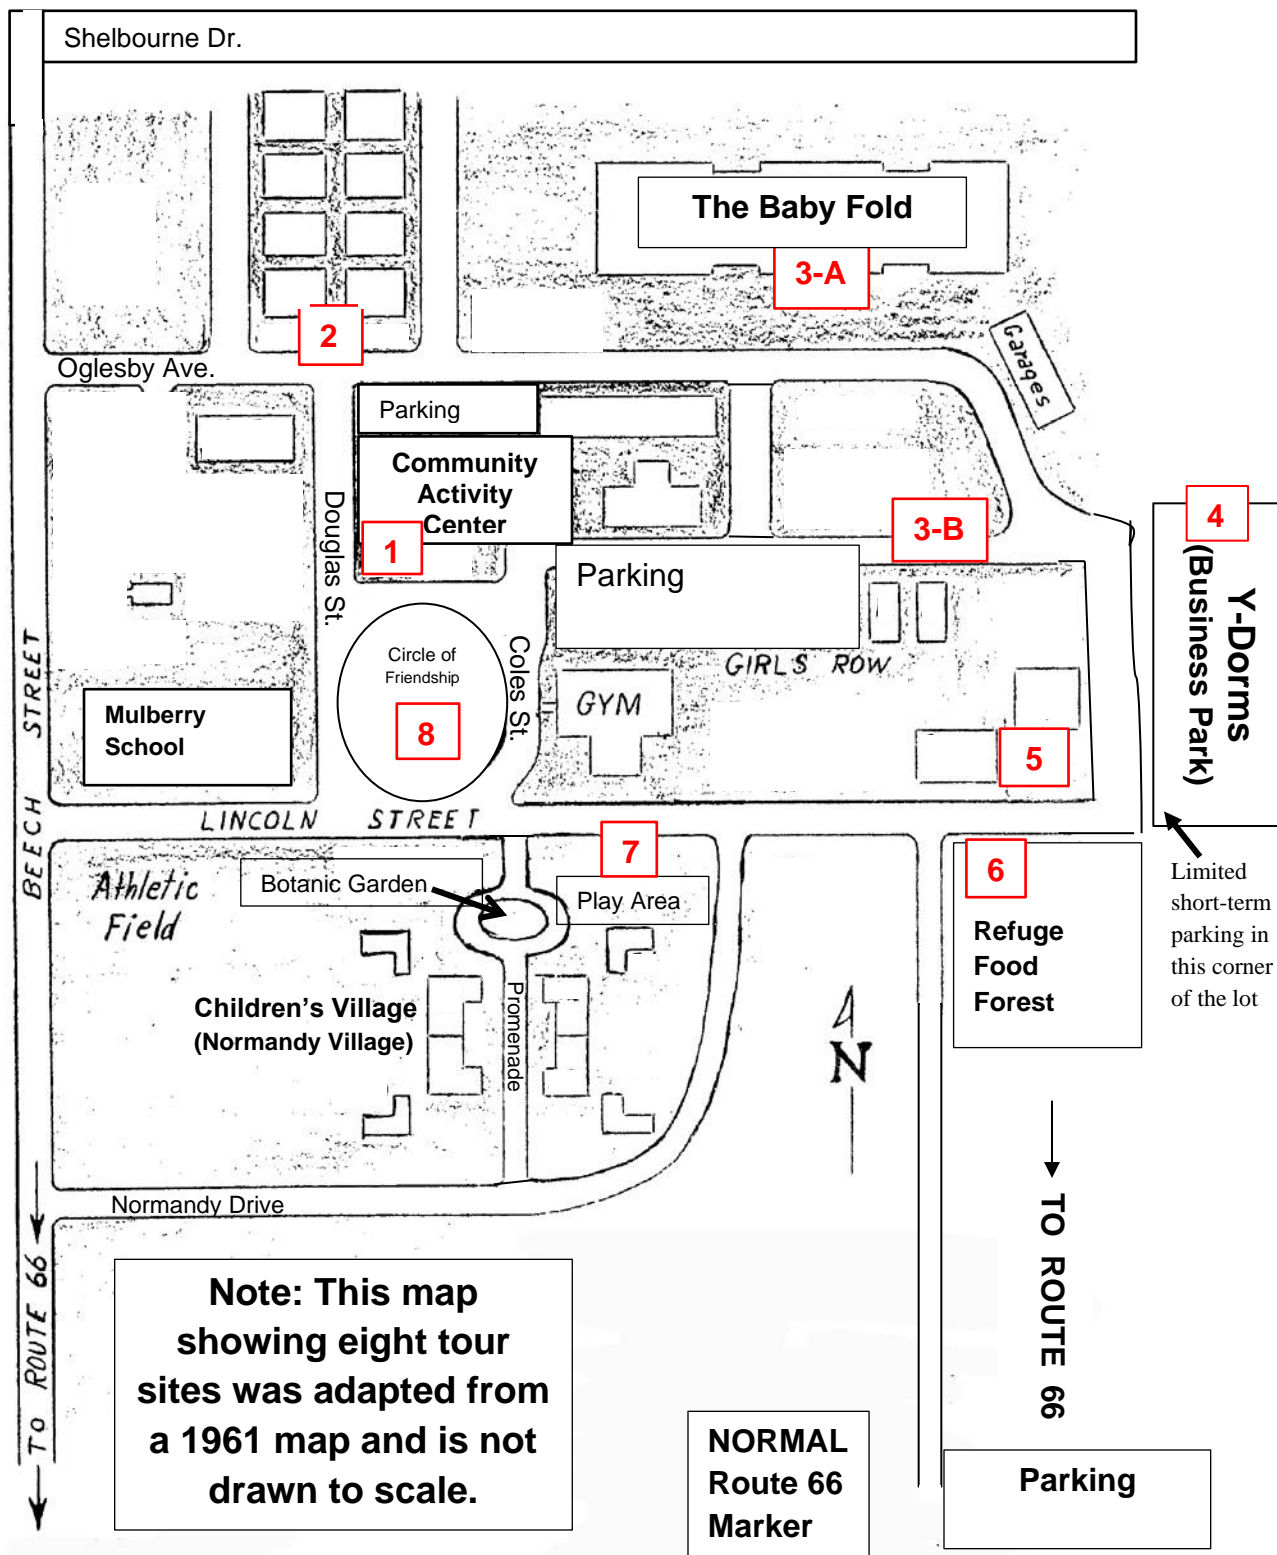 Shelbourne Dr.
The Baby Fold
3-A
2
Garages
Oglesby Ave.
Parking
Community
Activity
Center
1
Douglas St.
3-B
4
Y-Dorms
(Business Park)
Parking
GIRLS ROW
Circle of
Friendship
8
Coles St.
GYM
Mulberry
School
5
BEECH STREET
LINCOLN STREET
7
6
Limited
short-term
parking in
this corner
of the lot
Athletic
Field
Botanic Garden
Play Area
Refuge
Food
Forest
Children's Village
(Normandy Village)
Promenade
N
Normandy Drive
TO ROUTE 66
TO ROUTE 66
Note: This map
showing eight tour
sites was adapted from
a 1961 map and is not
drawn to scale.
NORMAL
Route 66
Marker
Parking